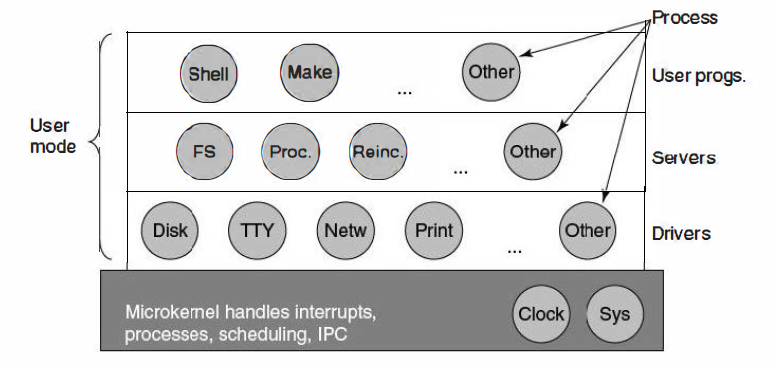 Process
Shell Make ... Other User progs.
User
mode
FS Proc. Reinc. ... Other Servers
Disk TTY Netw Print ... Other Drivers
Microkernel handles interrupts,
processes, scheduling, IPC
Clock Sys